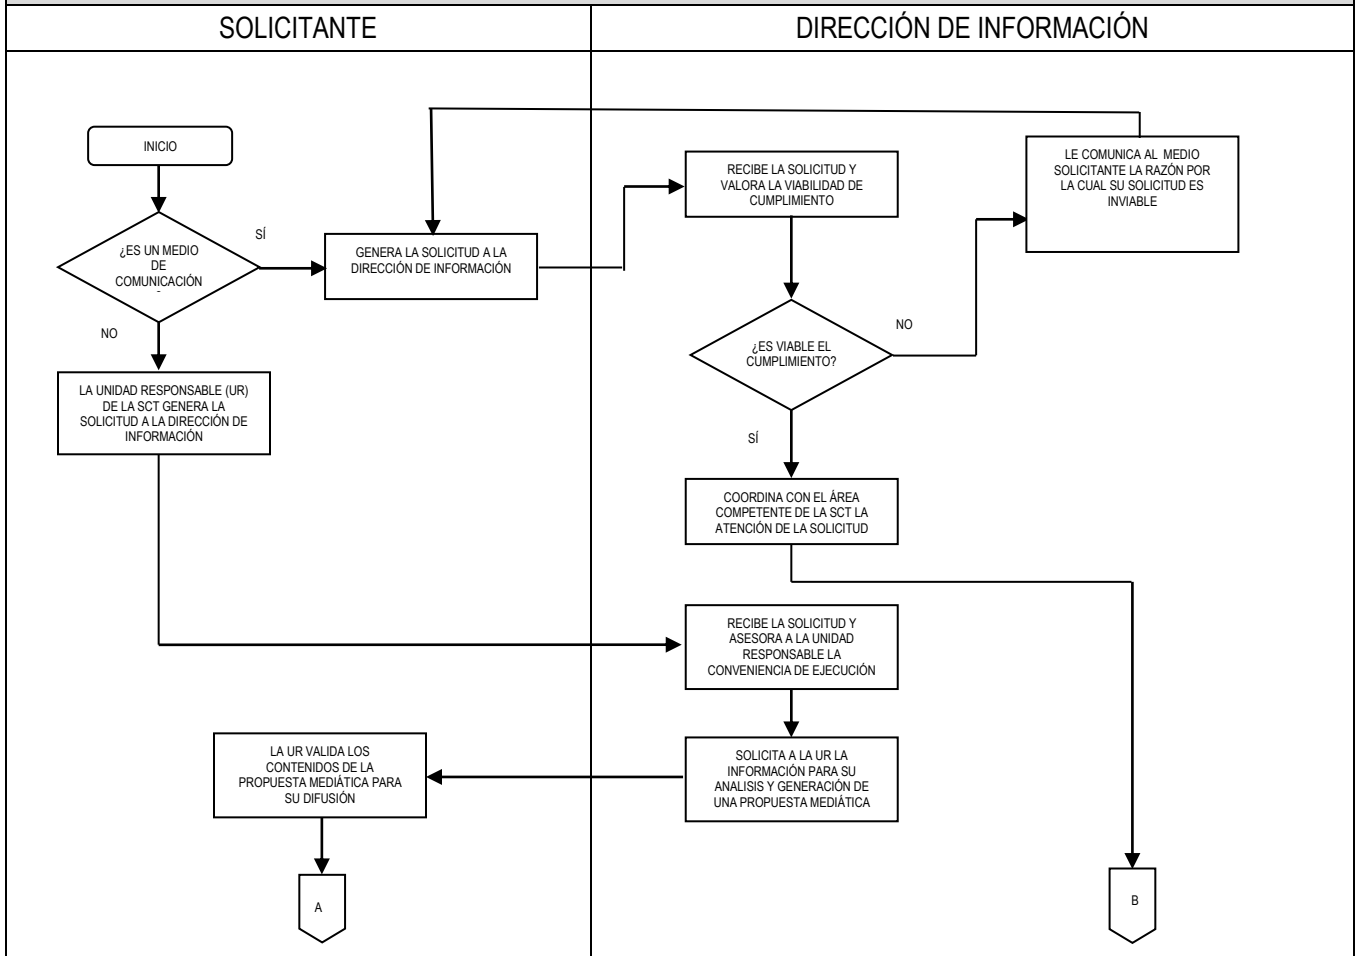 SOLICITANTE
DIRECCIÓN DE INFORMACIÓN
INICIO
¿ES UN MEDIO
DE
COMUNICACIÓN
SÍ
NO
GENERA LA SOLICITUD A LA
DIRECCIÓN DE INFORMACIÓN
LA UNIDAD RESPONSABLE (UR)
DE LA SCT GENERA LA
SOLICITUD A LA DIRECCIÓN DE
INFORMACIÓN
RECIBE LA SOLICITUD Y
VALORA LA VIABILIDAD DE
CUMPLIMIENTO
LE COMUNICA AL MEDIO
SOLICITANTE LA RAZÓN POR
LA CUAL SU SOLICITUD ES
INVIABLE
¿ES VIABLE EL
CUMPLIMIENTO?
NO
SÍ
COORDINA CON EL ÁREA
COMPETENTE DE LA SCT LA
ATENCIÓN DE LA SOLICITUD
RECIBE LA SOLICITUD Y
ASESORA A LA UNIDAD
RESPONSABLE LA
CONVENIENCIA DE EJECUCIÓN
SOLICITA A LA UR LA
INFORMACIÓN PARA SU
ANALISIS Y GENERACIÓN DE
UNA PROPUESTA MEDIÁTICA
LA UR VALIDA LOS
CONTENIDOS DE LA
PROPUESTA MEDIÁTICA PARA
SU DIFUSIÓN
A
B